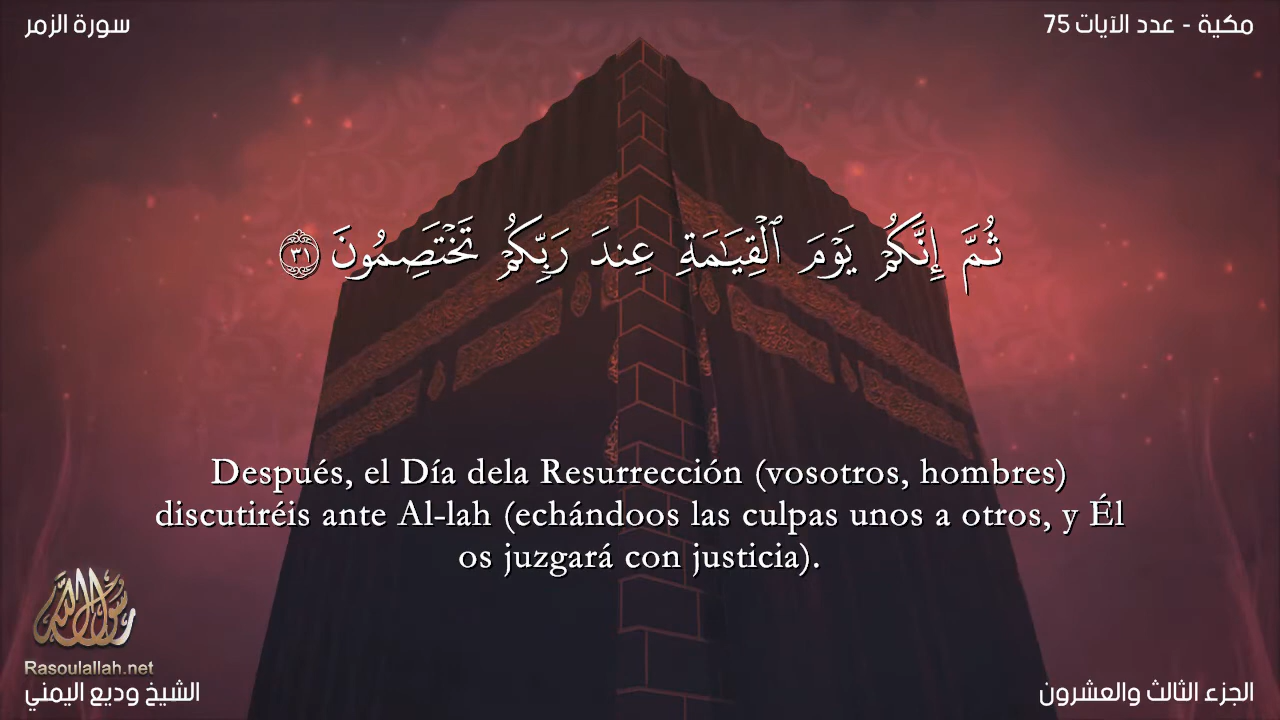 سورة الزمر
مكية - عدد الآيات 75
ثُمَّ إِنَّكُمْ يَوْمَ ٱلْقِيَـٰمَةِ عِندَ رَبِّكُمْ تَخْتَصِمُونَ ٣١
Después, el Día dela Resurrección (vosotros, hombres)
discutiréis ante Al-lah (echándoos las culpas unos a otros, y Él
os juzgará con justicia).
رسول الله
Rasoulallah.net
الشيخ وديع اليمني
الجزء الثالث والعشرون